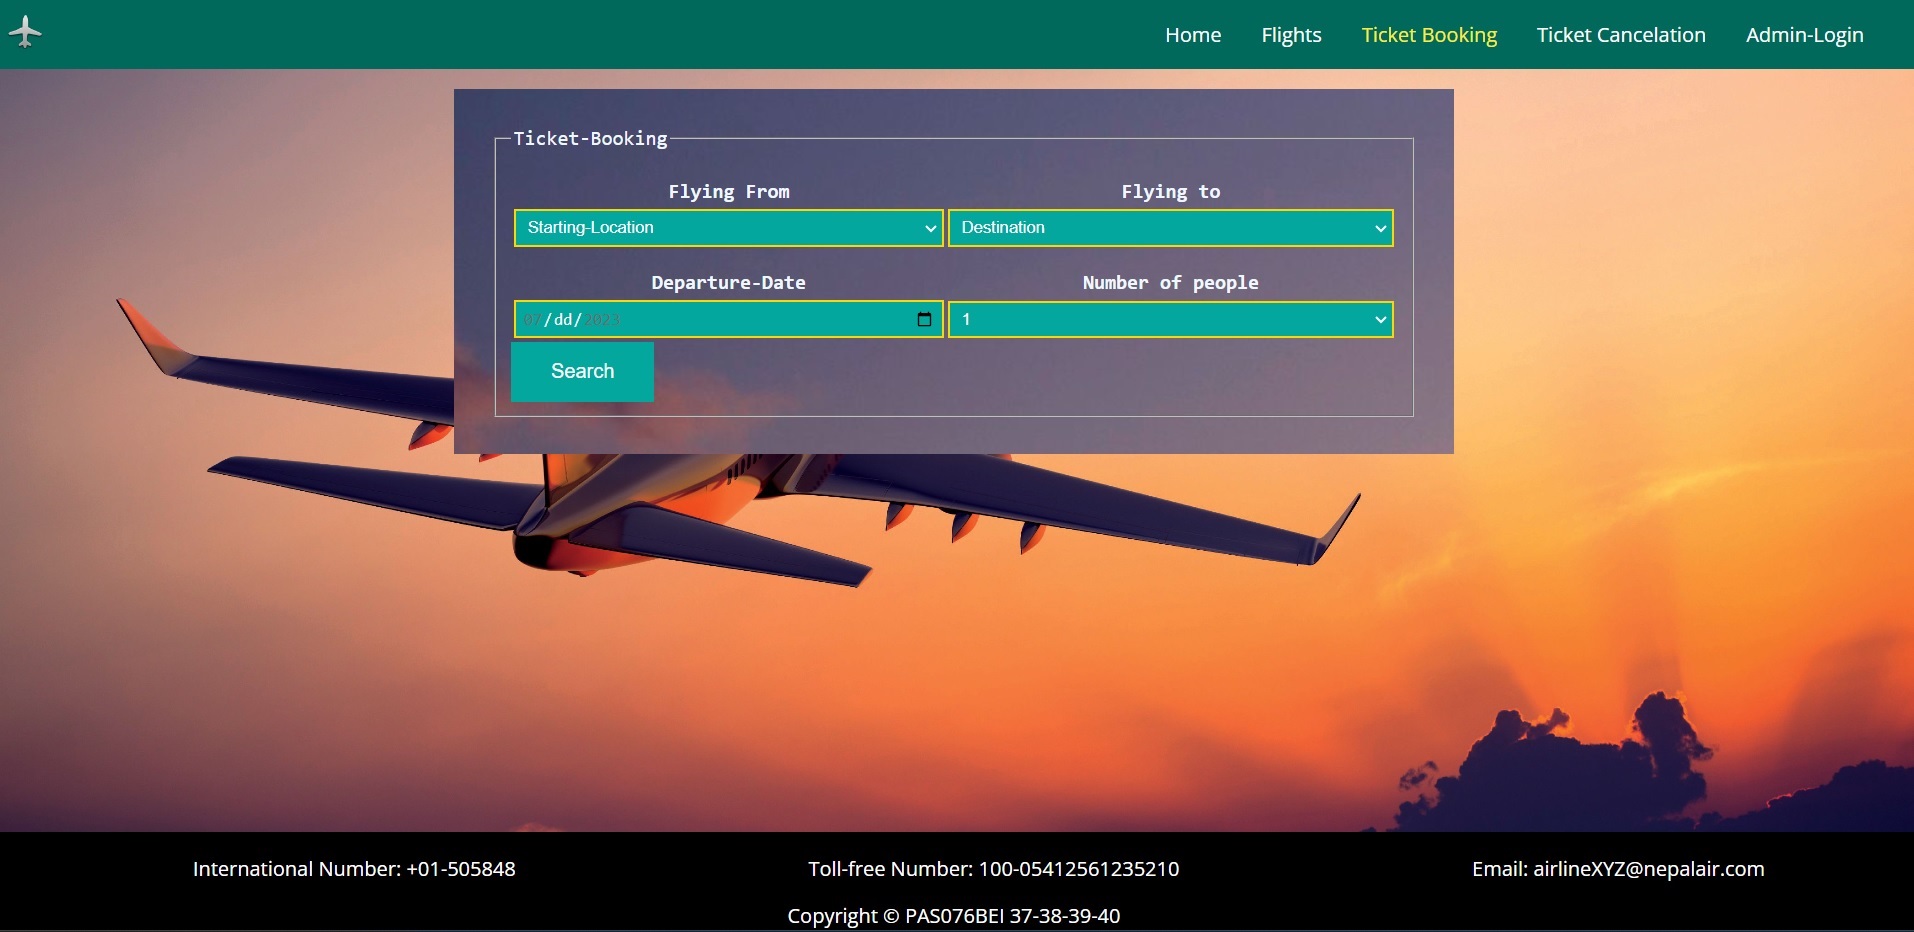 Home Flights Ticket Booking Ticket Cancelation Admin-Login
Ticket-Booking
Flying From Flying to
Starting-Location Destination
Departure-Date Number of people
07/dd/2023 1
Search
International Number: +01-505848 Toll-free Number: 100-05412561235210 Email: airlineXYZ@nepalair.com
Copyright © PAS076BEI 37-38-39-40